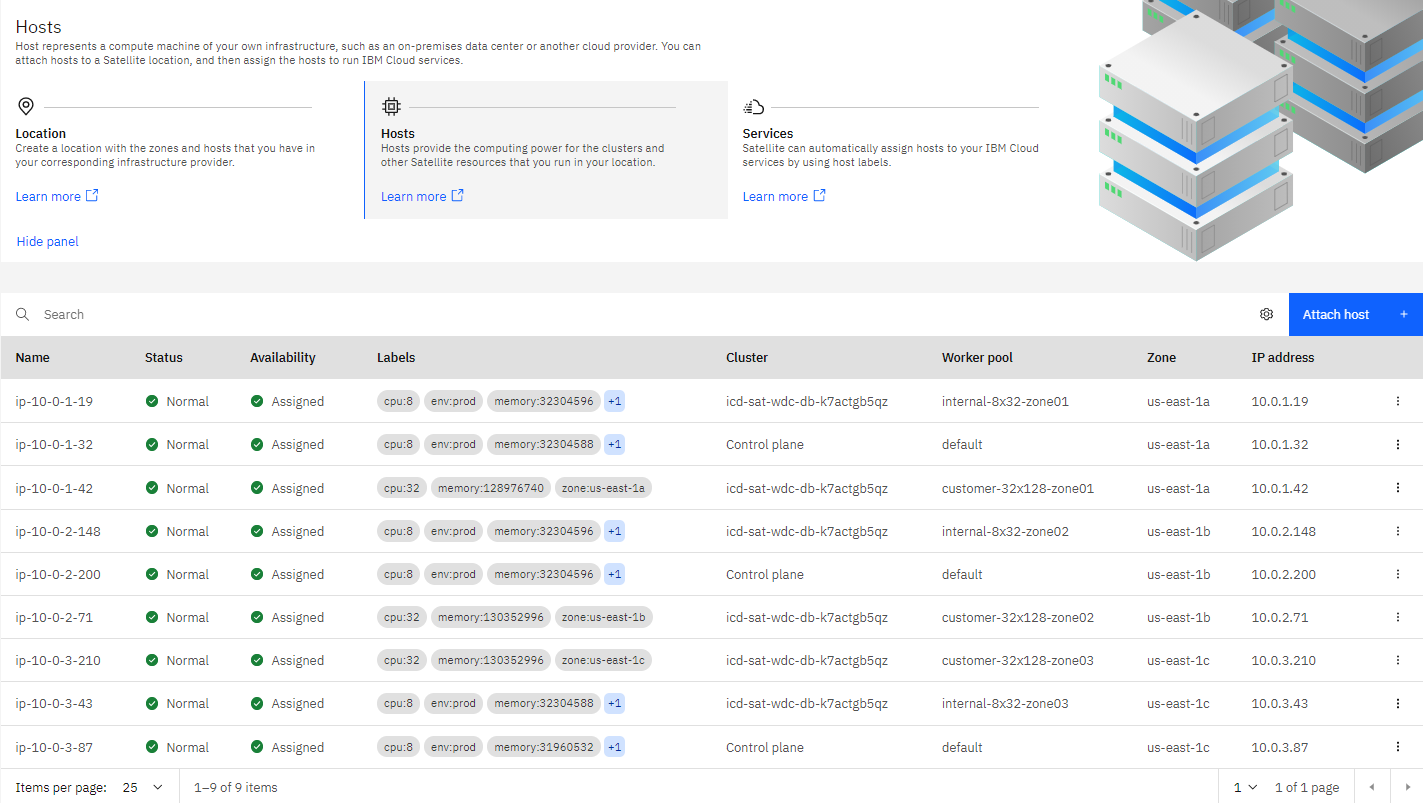 Hosts
Host represents a compute machine of your own infrastructure, such as an on-premises data center or another cloud provider. You can
attach hosts to a Satellite location, and then assign the hosts to run IBM Cloud services.
Location
Create a location with the zones and hosts that you have in
your corresponding infrastructure provider.
Learn more
Hosts
Hosts provide the computing power for the clusters and
other Satellite resources that you run in your location.
Learn more
Services
Satellite can automatically assign hosts to your IBM Cloud
services by using host labels.
Learn more
Hide panel
Search Attach host +
Name Status Availability Labels Cluster Worker pool Zone IP address
ip-10-0-1-19 Normal Assigned cpu:8 env:prod memory:32304596 +1 icd-sat-wdc-db-k7actgb5qz internal-8x32-zone01 us-east-1a 10.0.1.19
ip-10-0-1-32 Normal Assigned cpu:8 env:prod memory:32304588 +1 Control plane default us-east-1a 10.0.1.32
ip-10-0-1-42 Normal Assigned cpu:32 memory:128976740 zone:us-east-1a icd-sat-wdc-db-k7actgb5qz customer-32x128-zone01 us-east-1a 10.0.1.42
ip-10-0-2-148 Normal Assigned cpu:8 env:prod memory:32304596 +1 icd-sat-wdc-db-k7actgb5qz internal-8x32-zone02 us-east-1b 10.0.2.148
ip-10-0-2-200 Normal Assigned cpu:8 env:prod memory:32304596 +1 Control plane default us-east-1b 10.0.2.200
ip-10-0-2-71 Normal Assigned cpu:32 memory:130352996 zone:us-east-1b icd-sat-wdc-db-k7actgb5qz customer-32x128-zone02 us-east-1b 10.0.2.71
ip-10-0-3-210 Normal Assigned cpu:32 memory:130352996 zone:us-east-1c icd-sat-wdc-db-k7actgb5qz customer-32x128-zone03 us-east-1c 10.0.3.210
ip-10-0-3-43 Normal Assigned cpu:8 env:prod memory:32304588 +1 icd-sat-wdc-db-k7actgb5qz internal-8x32-zone03 us-east-1c 10.0.3.43
ip-10-0-3-87 Normal Assigned cpu:8 env:prod memory:31960532 +1 Control plane default us-east-1c 10.0.3.87
Items per page: 25 1–9 of 9 items 1 1 of 1 page